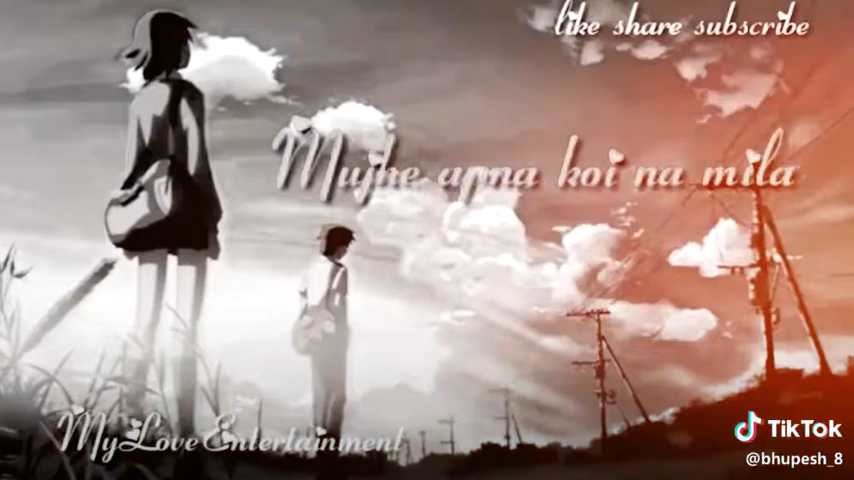 like share subscribe
Mujhe apna koi na mila
MyLoveEntertainment
TikTok
@bhupesh_8